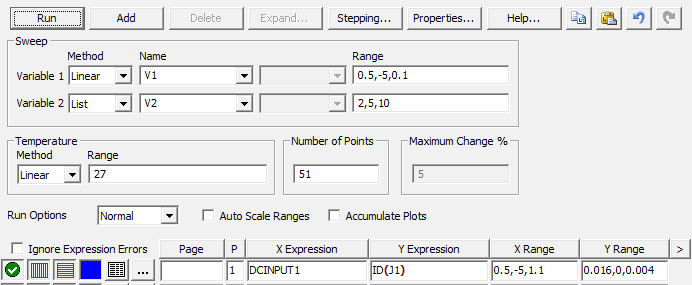 Run Add Delete Expand... Stepping... Properties... Help...
Sweep
Method Name Range
Variable 1 Linear V1 0.5,-5,0.1
Variable 2 List V2 2,5,10
Temperature Number of Points Maximum Change %
Method Range
Linear 27 51 5
Run Options Normal Auto Scale Ranges Accumulate Plots
Ignore Expression Errors Page P X Expression Y Expression X Range Y Range >
... 1 DCINPUT1 ID(J1) 0.5,-5,1.1 0.016,0,0.004